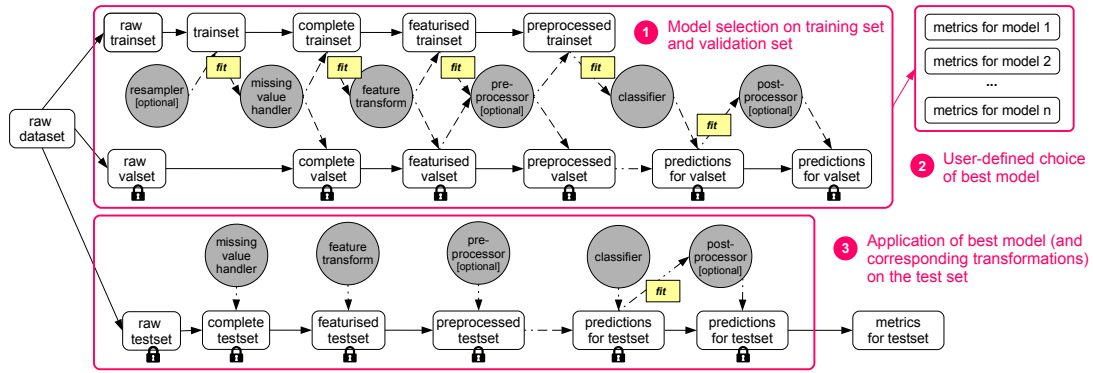 raw
trainset
trainset
complete
trainset
featurised
trainset
preprocessed
trainset
1 Model selection on training set
and validation set
metrics for model 1
metrics for model 2
...
metrics for model n
fit
fit
fit
fit
resampler
[optional]
missing
value
handler
feature
transform
pre-
processor
[optional]
classifier
post-
processor
[optional]
fit
raw
dataset
raw
valset
complete
valset
featurised
valset
preprocessed
valset
predictions
for valset
predictions
for valset
2 User-defined choice
of best model
missing
value
handler
feature
transform
pre-
processor
[optional]
classifier
post-
processor
[optional]
fit
3 Application of best model (and
corresponding transformations)
on the test set
raw
testset
complete
testset
featurised
testset
preprocessed
testset
predictions
for testset
predictions
for testset
metrics
for testset